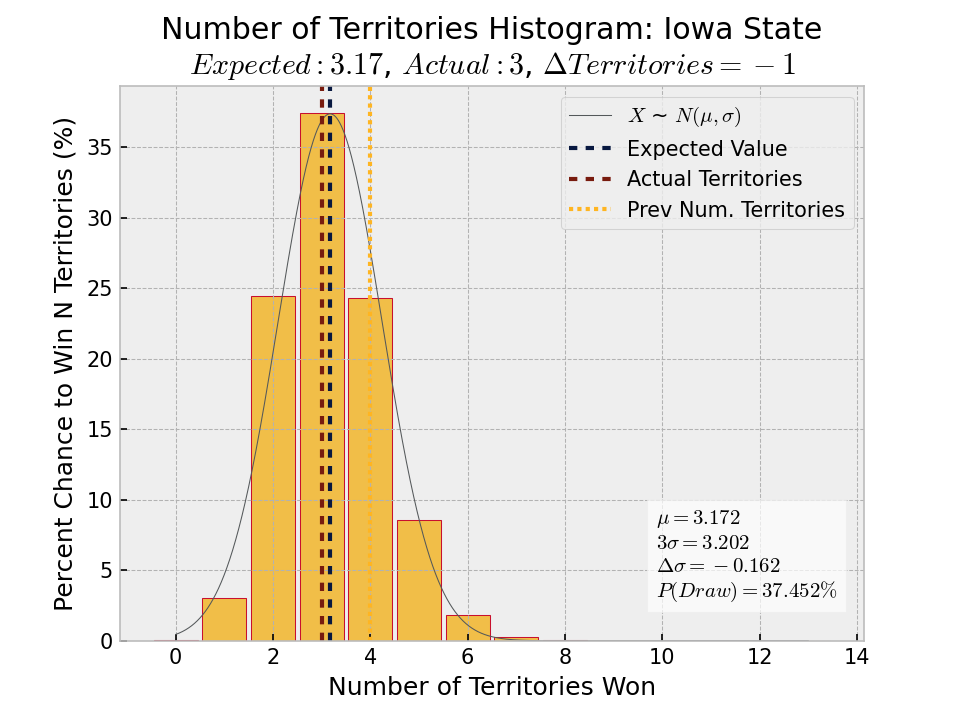 Number of Territories Histogram: Iowa State
Expected : 3.17, Actual : 3, ΔTerritories = −1
Percent Chance to Win N Territories (%)
35
30
25
20
15
10
5
0
X ~ N(μ, σ)
Expected Value
Actual Territories
Prev Num. Territories
μ = 3.172
3σ = 3.202
Δσ = −0.162
P(Draw) = 37.452%
0 2 4 6 8 10 12 14
Number of Territories Won